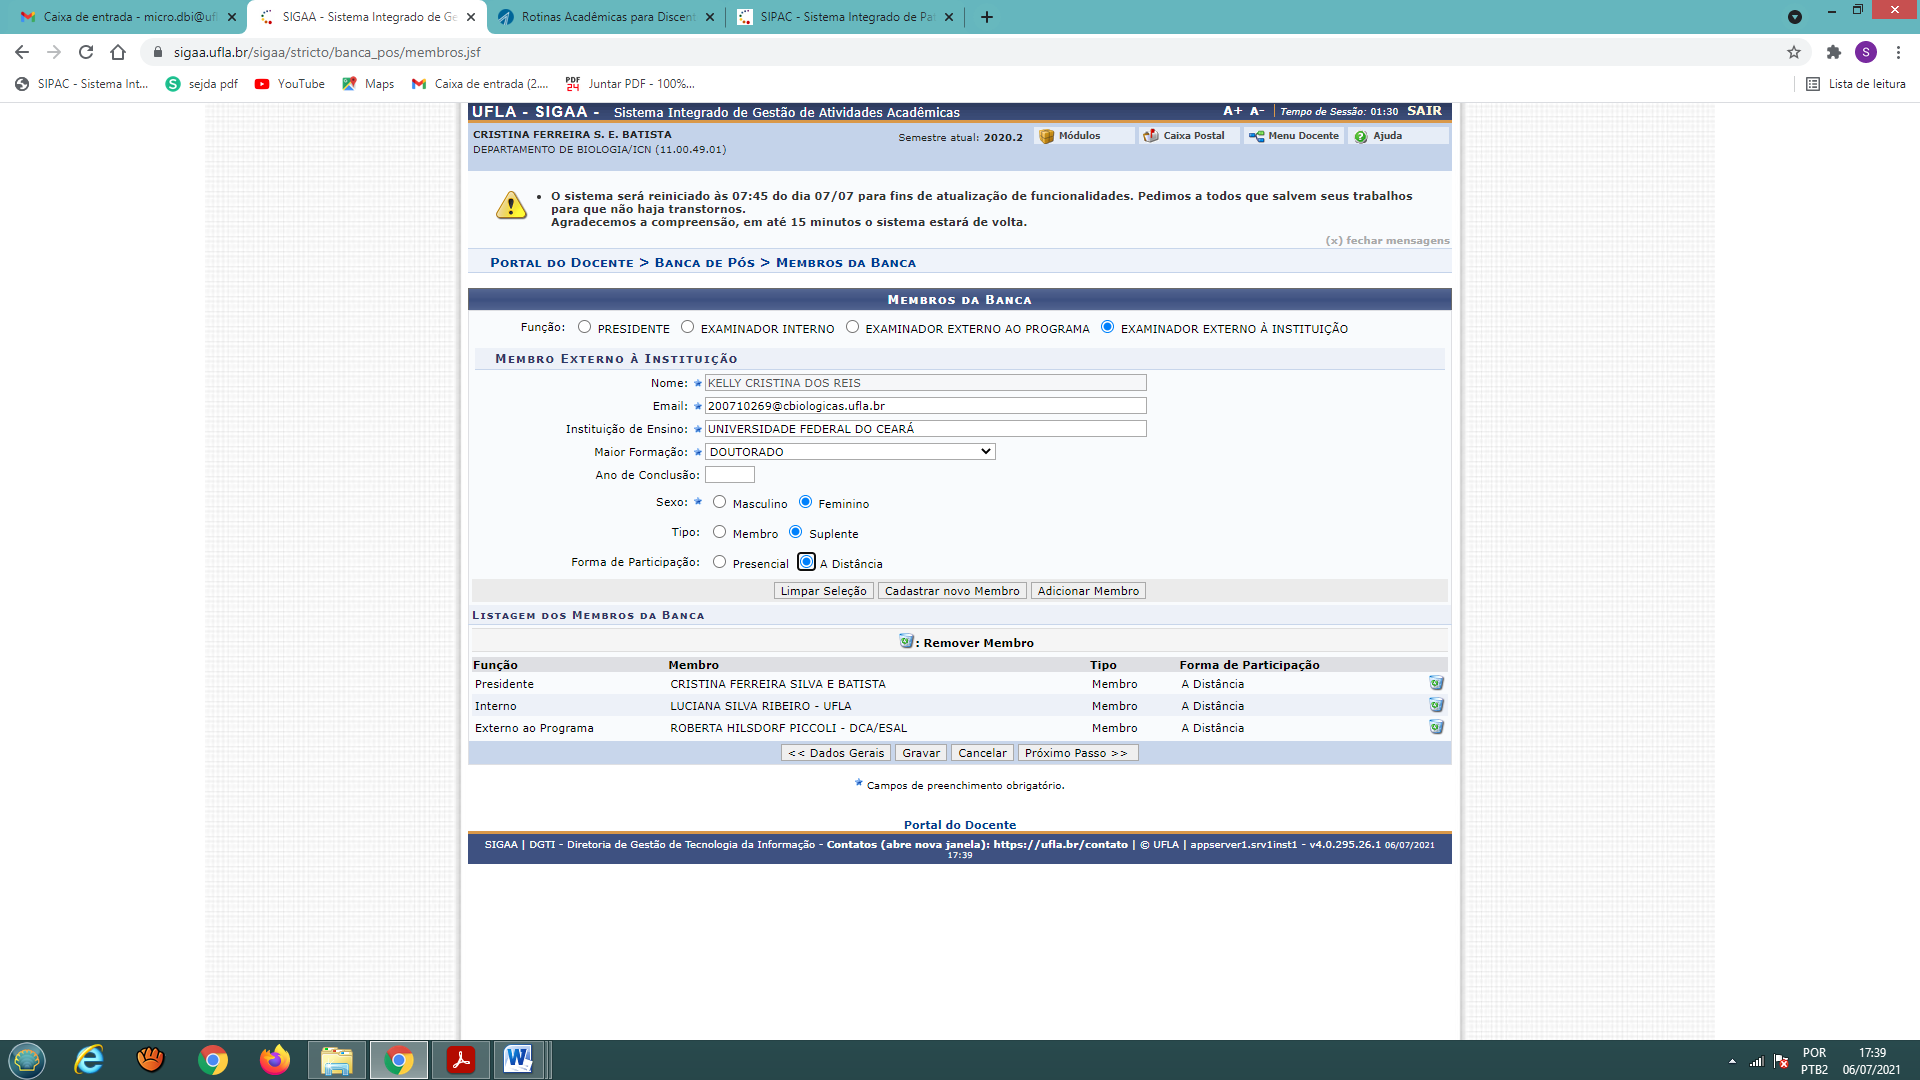 Caixa de entrada - micro.dbi@ufl
SIGAA - Sistema Integrado de Ge
Rotinas Acadêmicas para Discent
SIPAC - Sistema Integrado de Pat
sigaa.ufla.br/sigaa/stricto/banca_pos/membros.jsf
S
SIPAC - Sistema Int...
sejda pdf
YouTube
Maps
Caixa de entrada (2....
Juntar PDF - 100%...
Lista de leitura
UFLA - SIGAA - Sistema Integrado de Gestão de Atividades Acadêmicas
A+ A- Tempo de Sessão: 01:30 SAIR
CRISTINA FERREIRA S. E. BATISTA
DEPARTAMENTO DE BIOLOGIA/ICN (11.00.49.01)
Semestre atual: 2020.2
Módulos
Caixa Postal
Menu Docente
Ajuda
• O sistema será reiniciado às 07:45 do dia 07/07 para fins de atualização de funcionalidades. Pedimos a todos que salvem seus trabalhos
para que não haja transtornos.
Agradecemos a compreensão, em até 15 minutos o sistema estará de volta.
(x) fechar mensagens
Portal do Docente > Banca de Pós > Membros da Banca
Membros da Banca
Função: PRESIDENTE EXAMINADOR INTERNO EXAMINADOR EXTERNO AO PROGRAMA EXAMINADOR EXTERNO À INSTITUIÇÃO
Membro Externo à Instituição
Nome: KELLY CRISTINA DOS REIS
Email: 200710269@cbiologicas.ufla.br
Instituição de Ensino: UNIVERSIDADE FEDERAL DO CEARÁ
Maior Formação: DOUTORADO
Ano de Conclusão:
Sexo: Masculino Feminino
Tipo: Membro Suplente
Forma de Participação: Presencial A Distância
Limpar Seleção
Cadastrar novo Membro
Adicionar Membro
Listagem dos Membros da Banca
: Remover Membro
Função Membro Tipo Forma de Participação
Presidente CRISTINA FERREIRA SILVA E BATISTA Membro A Distância
Interno LUCIANA SILVA RIBEIRO - UFLA Membro A Distância
Externo ao Programa ROBERTA HILSDORF PICCOLI - DCA/ESAL Membro A Distância
<< Dados Gerais
Gravar
Cancelar
Próximo Passo >>
Campos de preenchimento obrigatório.
Portal do Docente
SIGAA | DGTI - Diretoria de Gestão de Tecnologia da Informação - Contatos (abre nova janela): https://ufla.br/contato | © UFLA | appserver1.srv1inst1 - v4.0.295.26.1 06/07/2021
17:39
POR
PTB2
17:39
06/07/2021